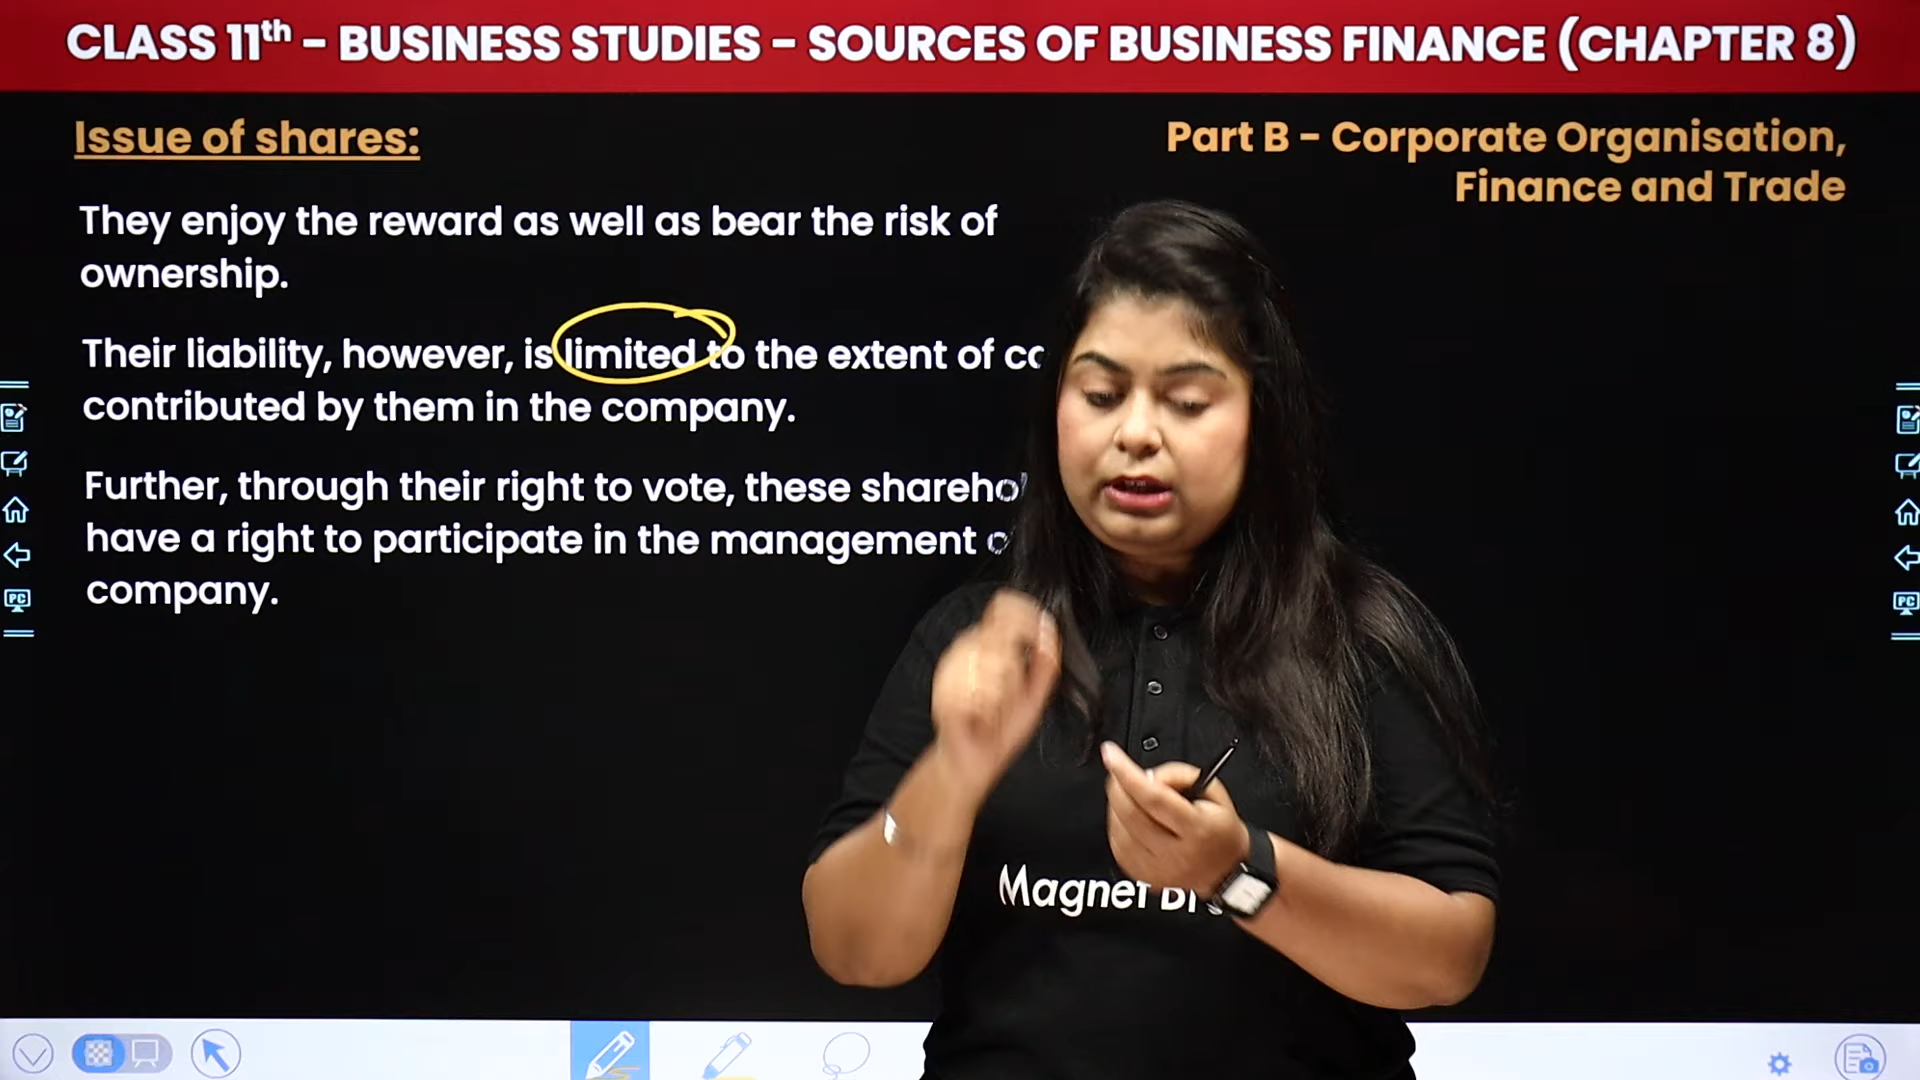 CLASS 11th - BUSINESS STUDIES - SOURCES OF BUSINESS FINANCE (CHAPTER 8)
Issue of shares:
Part B - Corporate Organisation,
Finance and Trade
They enjoy the reward as well as bear the risk of
ownership.
Their liability, however, is limited to the extent of
contributed by them in the company.
Further, through their right to vote, these
have a right to participate in the management
company.
Magnet
PC
PC